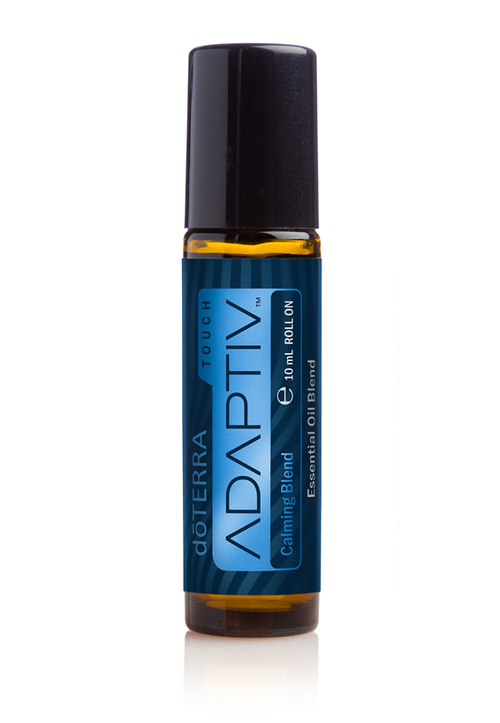 dōTERRA
TOUCH
ADAPTIV™
Calming Blend
℮ 10 mL ROLL ON
Essential Oil Blend